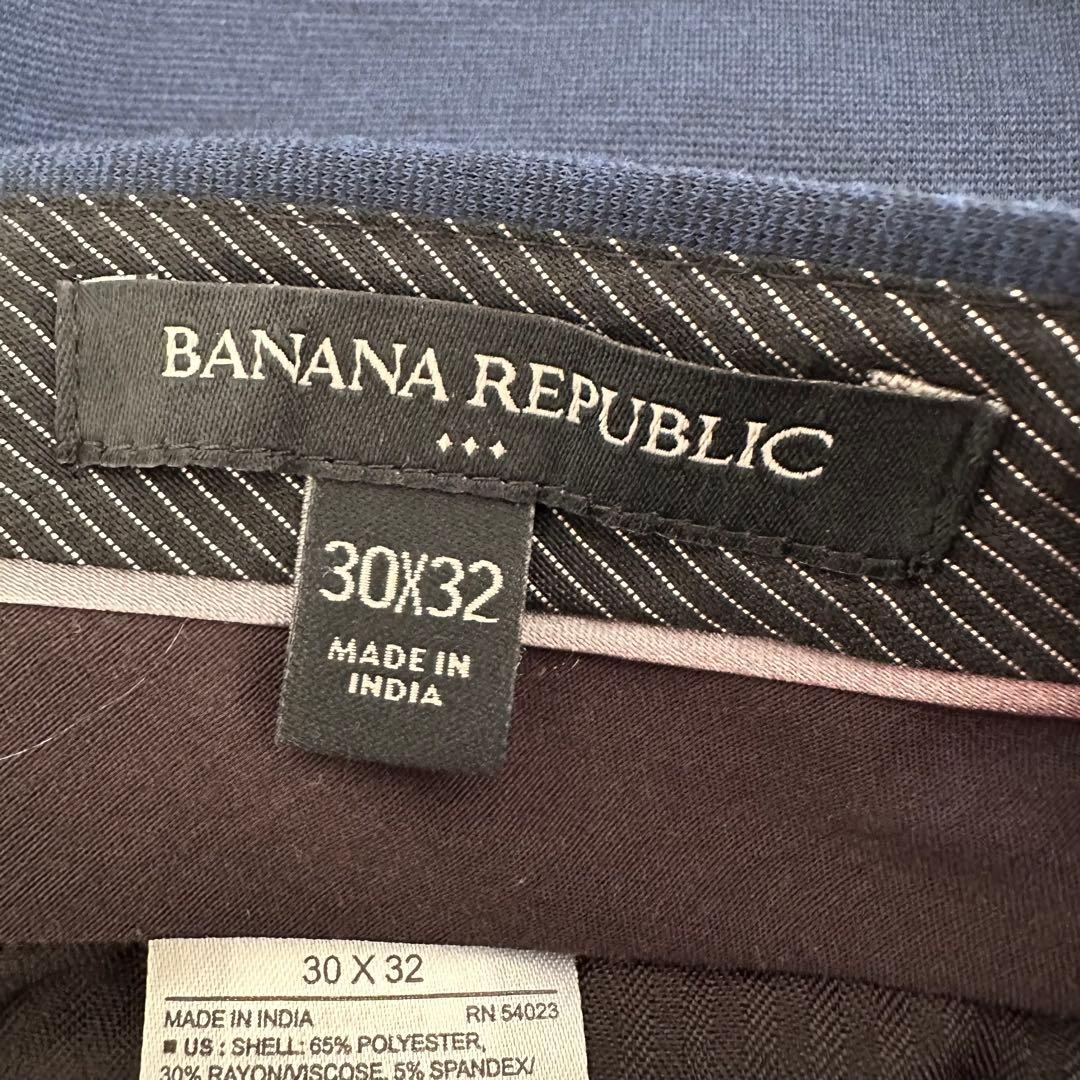 BANANA REPUBLIC
30X32
MADE IN
INDIA
30 X 32
MADE IN INDIA RN 54023
■ US : SHELL: 65% POLYESTER,
30% RAYON/VISCOSE, 5% SPANDEX/